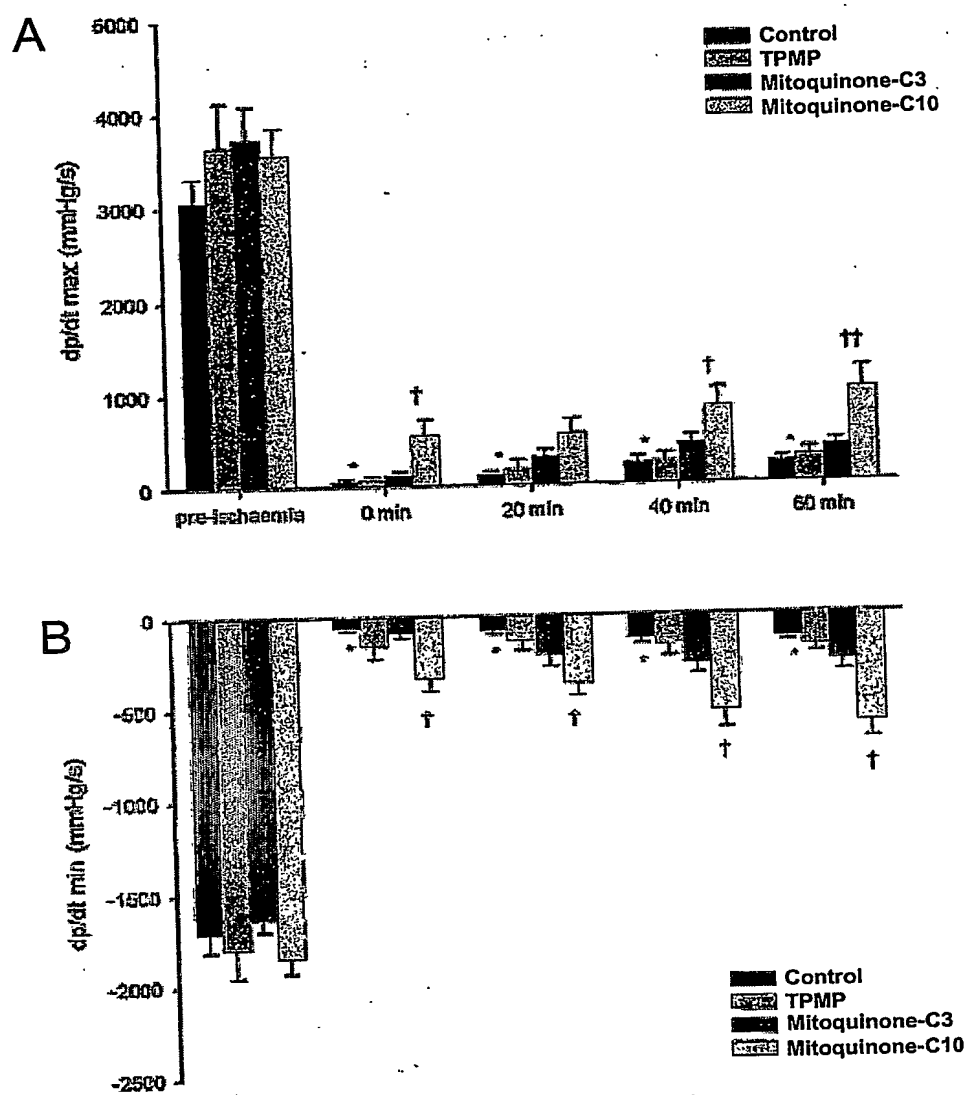 A
5000
4000
3000
2000
1000
0
dp/dt max (mmHg/s)
Control
TPMP
Mitoquinone-C3
Mitoquinone-C10
†
†
††
*
*
*
*
pre-ischaemia
0 min
20 min
40 min
60 min
B
0
-500
-1000
-1500
-2000
-2500
dp/dt min (mmHg/s)
*
*
*
*
†
†
†
†
Control
TPMP
Mitoquinone-C3
Mitoquinone-C10